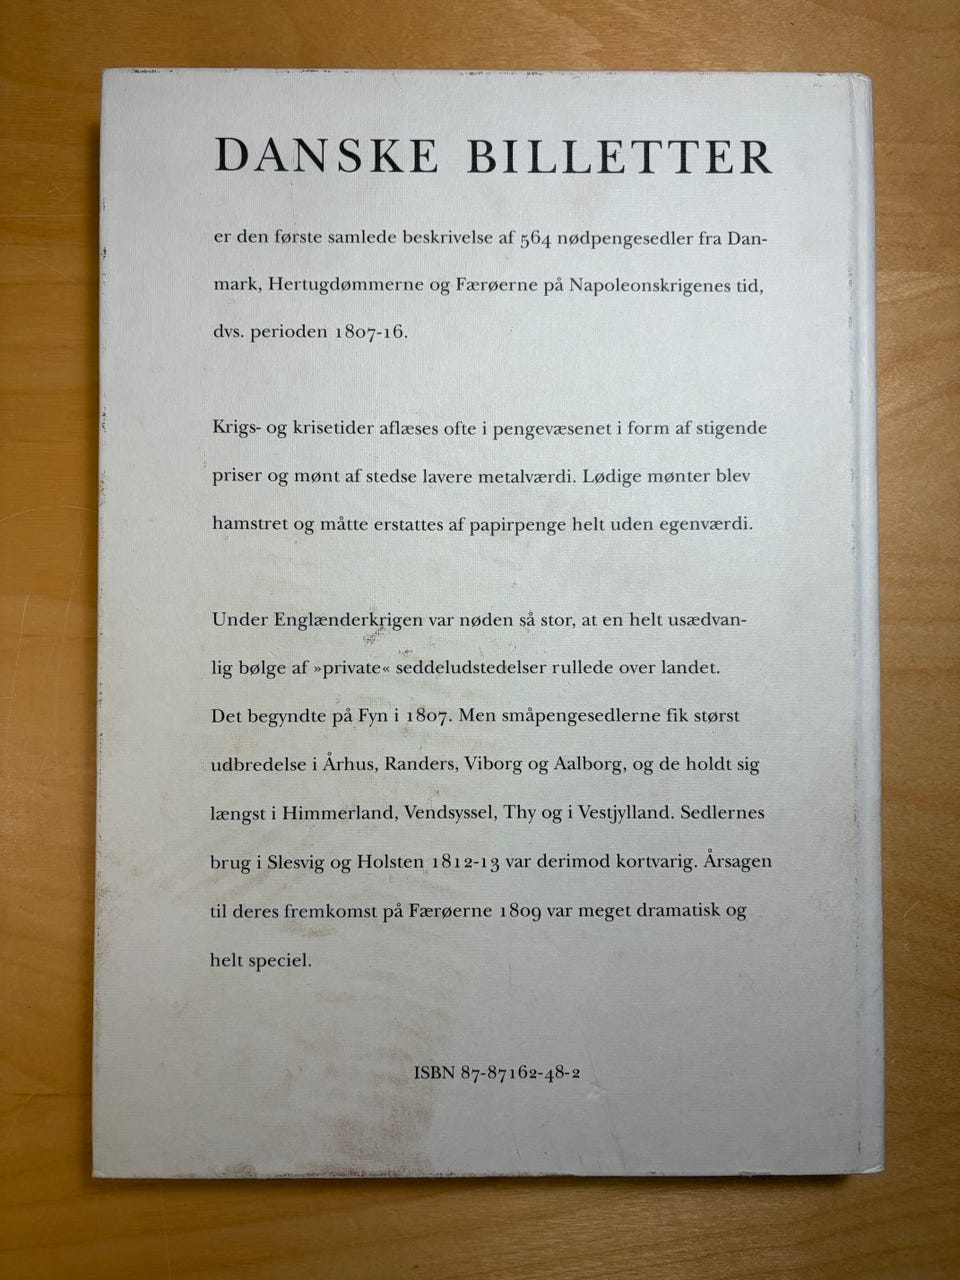 DANSKE BILLETTER
er den første samlede beskrivelse af 564 nødpengesedler fra Dan-
mark, Hertugdømmerne og Færøerne på Napoleonskrigenes tid,
dvs. perioden 1807-16.
Krigs- og krisetider aflæses ofte i pengevæsenet i form af stigende
priser og mønt af stedse lavere metalværdi. Lødige mønter blev
hamstret og måtte erstattes af papirpenge helt uden egenværdi.
Under Englænderkrigen var nøden så stor, at en helt usædvan-
lig bølge af »private« seddeludstedelser rullede over landet.
Det begyndte på Fyn i 1807. Men småpengesedlerne fik størst
udbredelse i Århus, Randers, Viborg og Aalborg, og de holdt sig
længst i Himmerland, Vendsyssel, Thy og i Vestjylland. Sedlernes
brug i Slesvig og Holsten 1812-13 var derimod kortvarig. Årsagen
til deres fremkomst på Færøerne 1809 var meget dramatisk og
helt speciel.
ISBN 87-87162-48-2